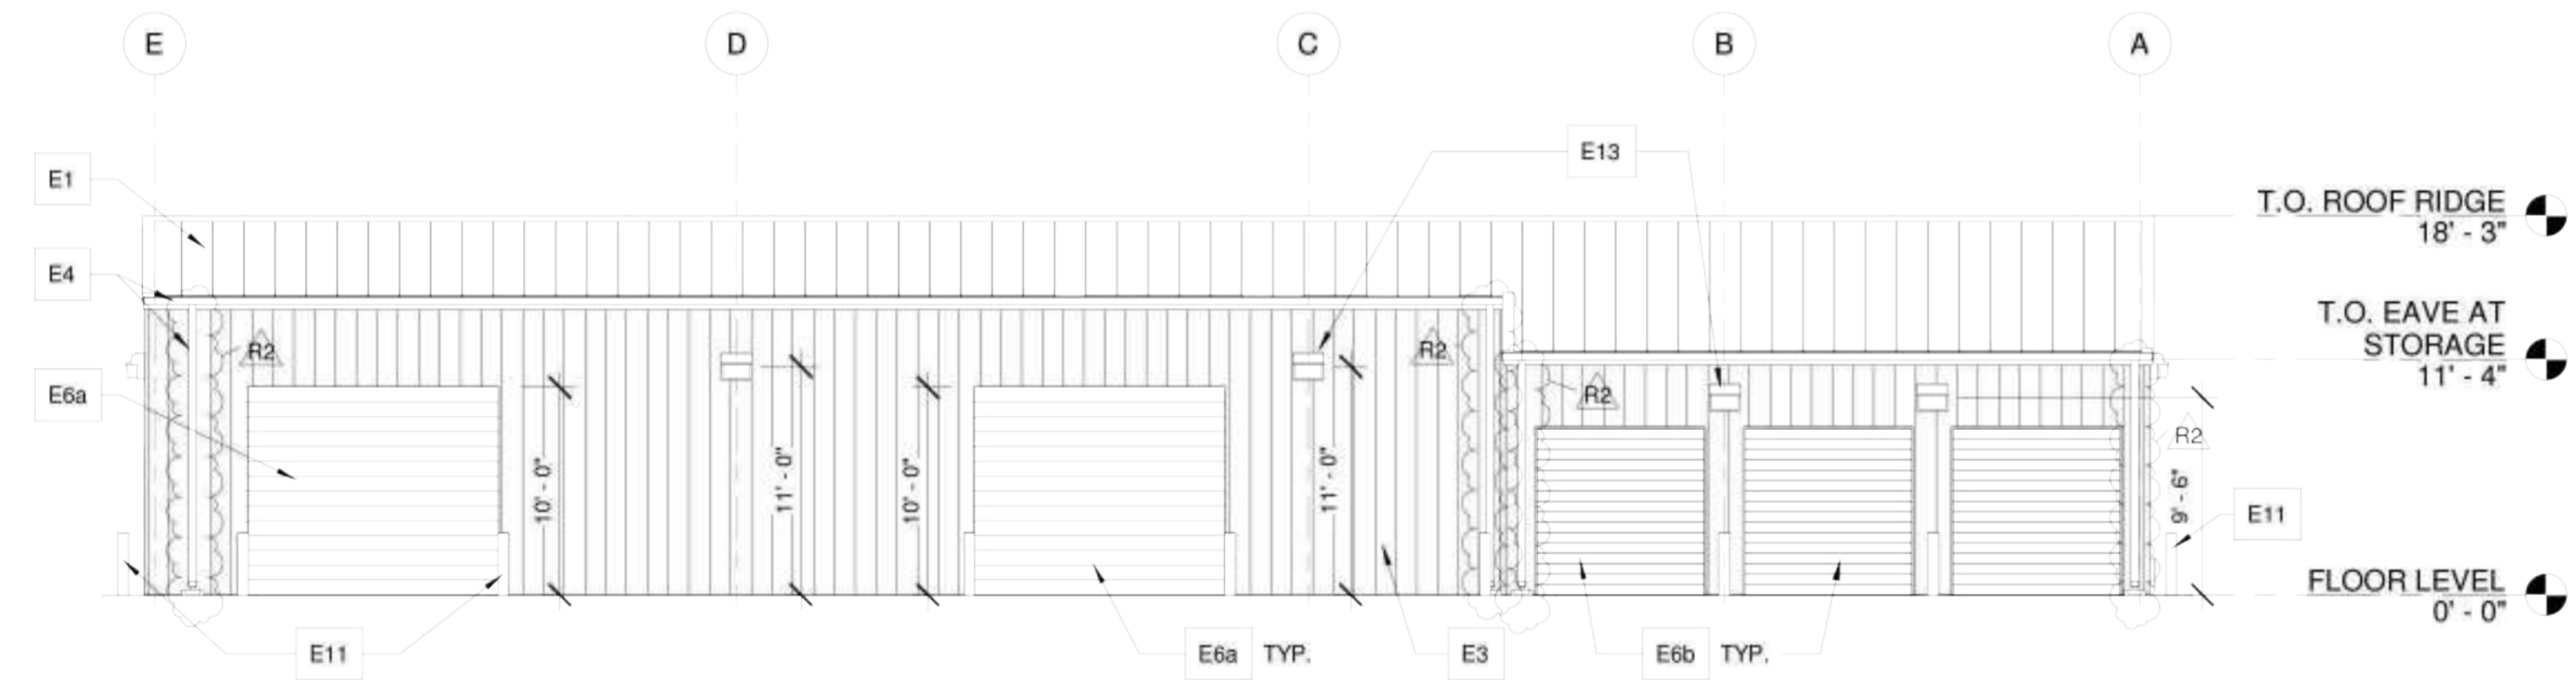 E
D
C
B
A
E13
E1
T.O. ROOF RIDGE
18' - 3"
E4
T.O. EAVE AT
STORAGE
11' - 4"
R2
R2
R2
R2
E6a
10' - 0"
11' - 0"
10' - 0"
11' - 0"
9' - 6"
E11
FLOOR LEVEL
0' - 0"
E11
E6a TYP.
E3
E6b TYP.